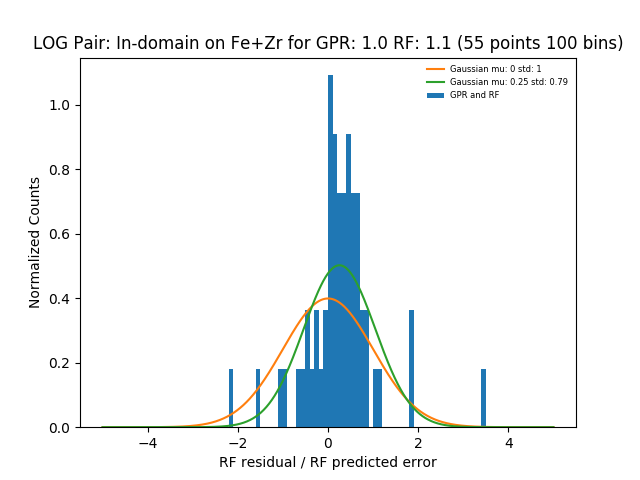 LOG Pair: In-domain on Fe+Zr for GPR: 1.0 RF: 1.1 (55 points 100 bins)
Gaussian mu: 0 std: 1
Gaussian mu: 0.25 std: 0.79
GPR and RF
Normalized Counts
1.0
0.8
0.6
0.4
0.2
0.0
−4 −2 0 2 4
RF residual / RF predicted error